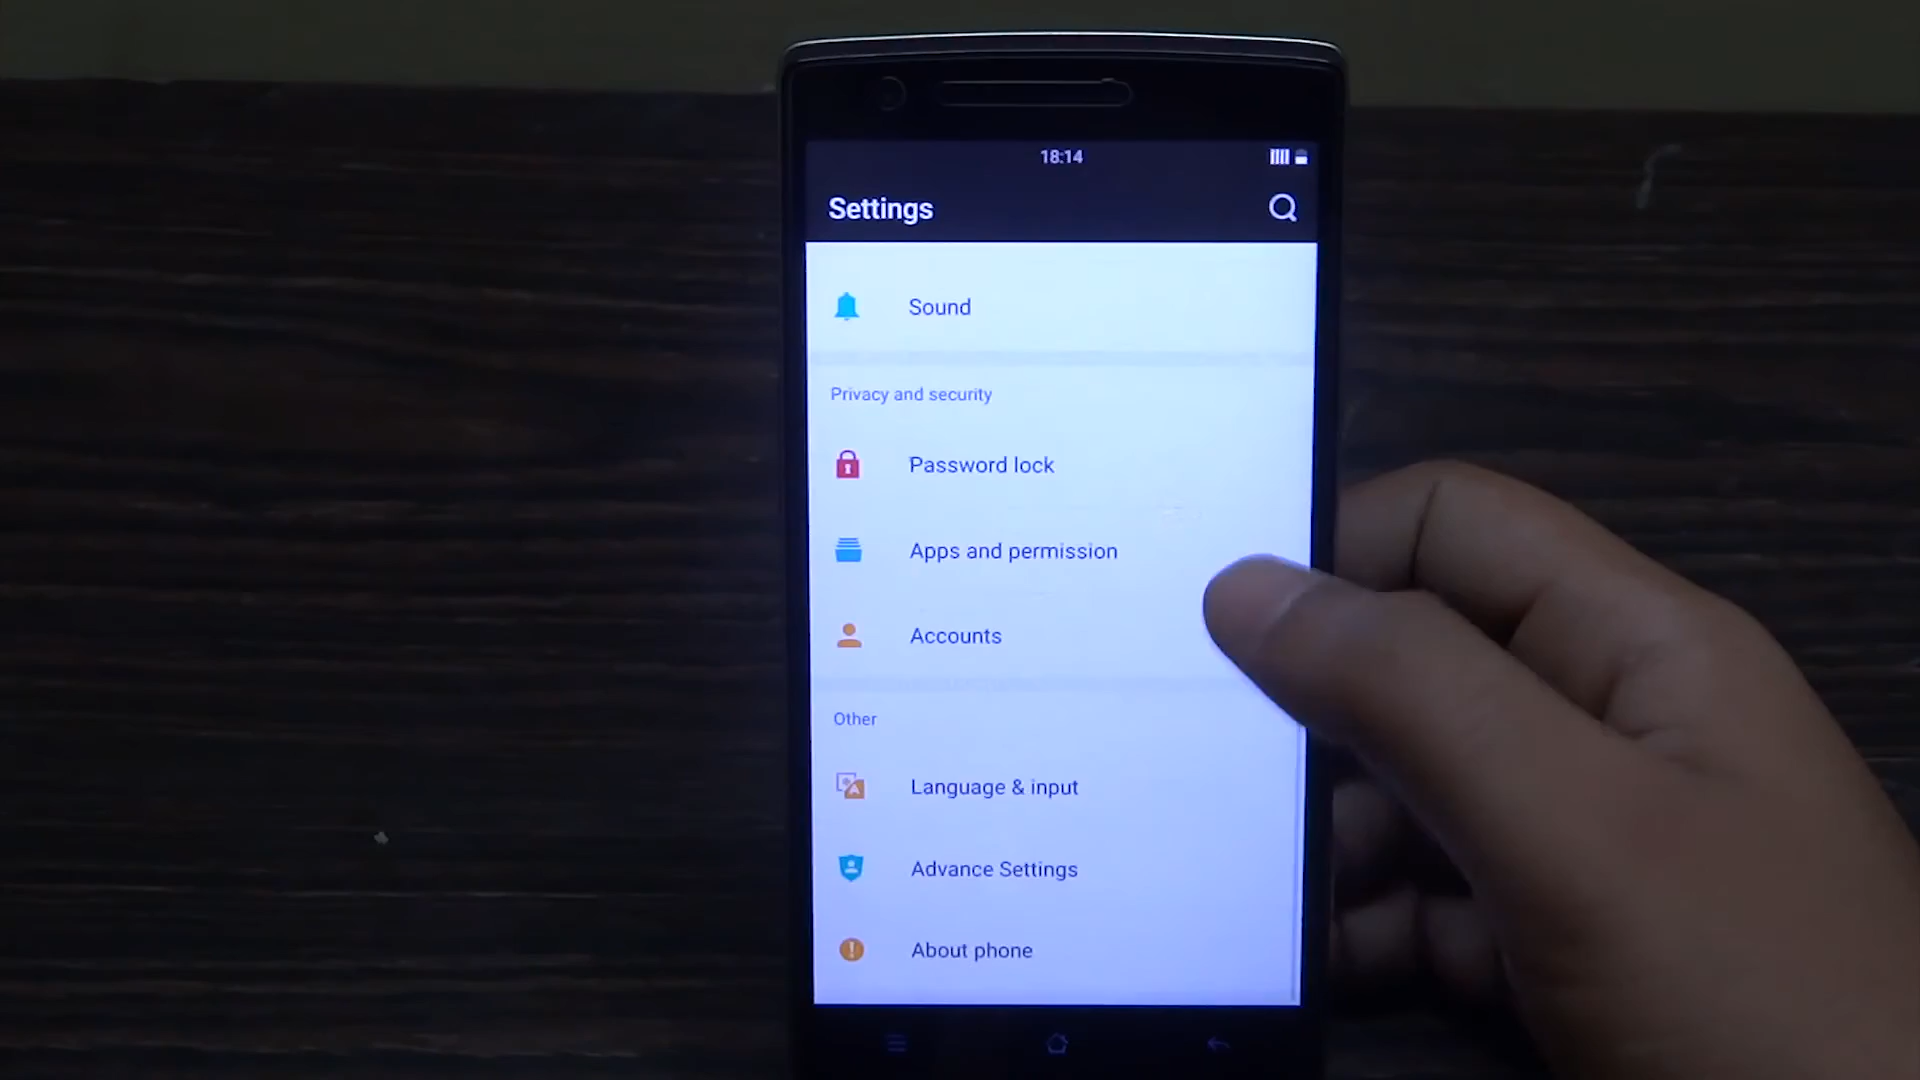 18:14
Settings
Sound
Privacy and security
Password lock
Apps and permission
Accounts
Other
Language & input
Advance Settings
About phone